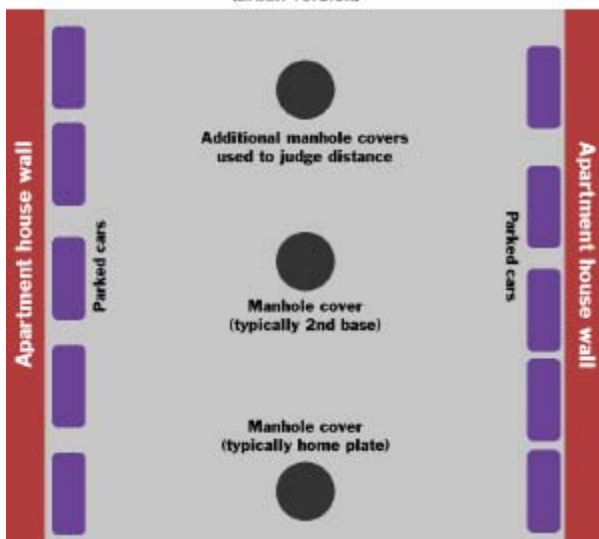 Additional manhole covers
used to judge distance
Apartment house wall
Parked cars
Manhole cover
(typically 2nd base)
Parked cars
Apartment house wall
Manhole cover
(typically home plate)